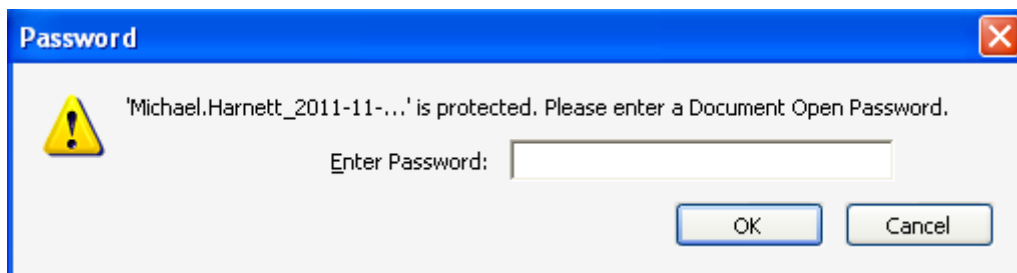 Password
'Michael.Harnett_2011-11-...' is protected. Please enter a Document Open Password.
Enter Password:
OK Cancel